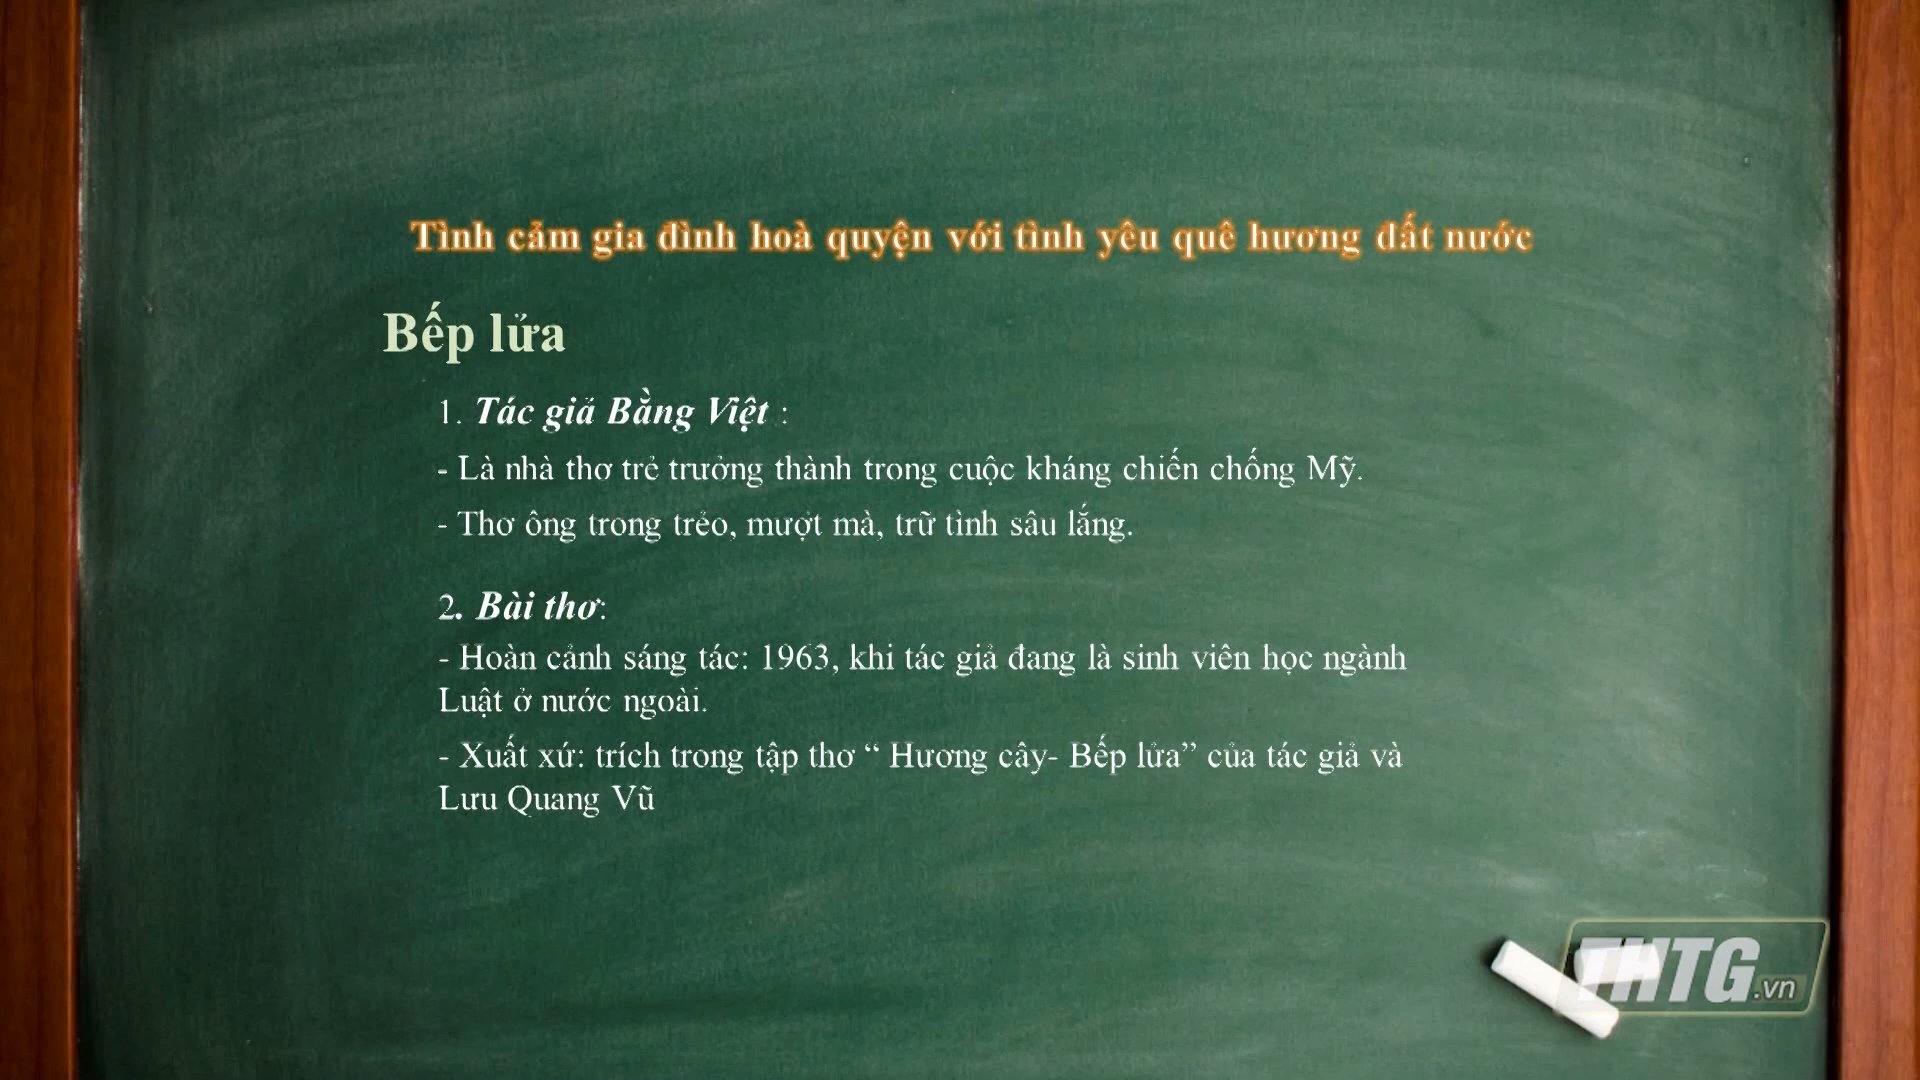 Tình cảm gia đình hoà quyện với tình yêu quê hương đất nước
Bếp lửa
1. Tác giả Bằng Việt :
- Là nhà thơ trẻ trưởng thành trong cuộc kháng chiến chống Mỹ.
- Thơ ông trong trẻo, mượt mà, trữ tình sâu lắng.
2. Bài thơ:
- Hoàn cảnh sáng tác: 1963, khi tác giả đang là sinh viên học ngành
Luật ở nước ngoài.
- Xuất xứ: trích trong tập thơ “ Hương cây- Bếp lửa” của tác giả và
Lưu Quang Vũ
THTG.vn